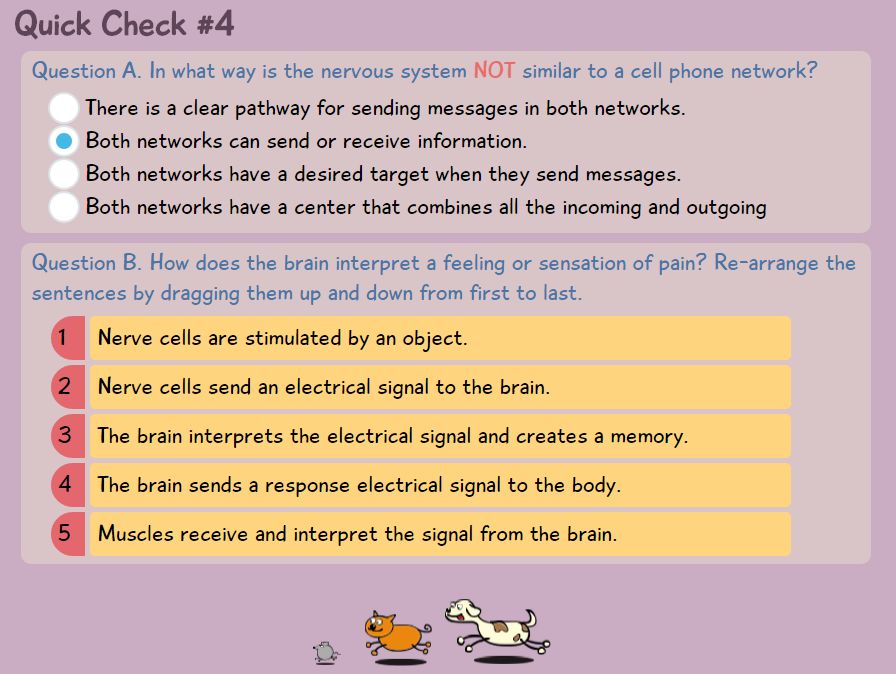 Quick Check #4
Question A. In what way is the nervous system NOT similar to a cell phone network?
There is a clear pathway for sending messages in both networks.
Both networks can send or receive information.
Both networks have a desired target when they send messages.
Both networks have a center that combines all the incoming and outgoing
Question B. How does the brain interpret a feeling or sensation of pain? Re-arrange the
sentences by dragging them up and down from first to last.
1 Nerve cells are stimulated by an object.
2 Nerve cells send an electrical signal to the brain.
3 The brain interprets the electrical signal and creates a memory.
4 The brain sends a response electrical signal to the body.
5 Muscles receive and interpret the signal from the brain.